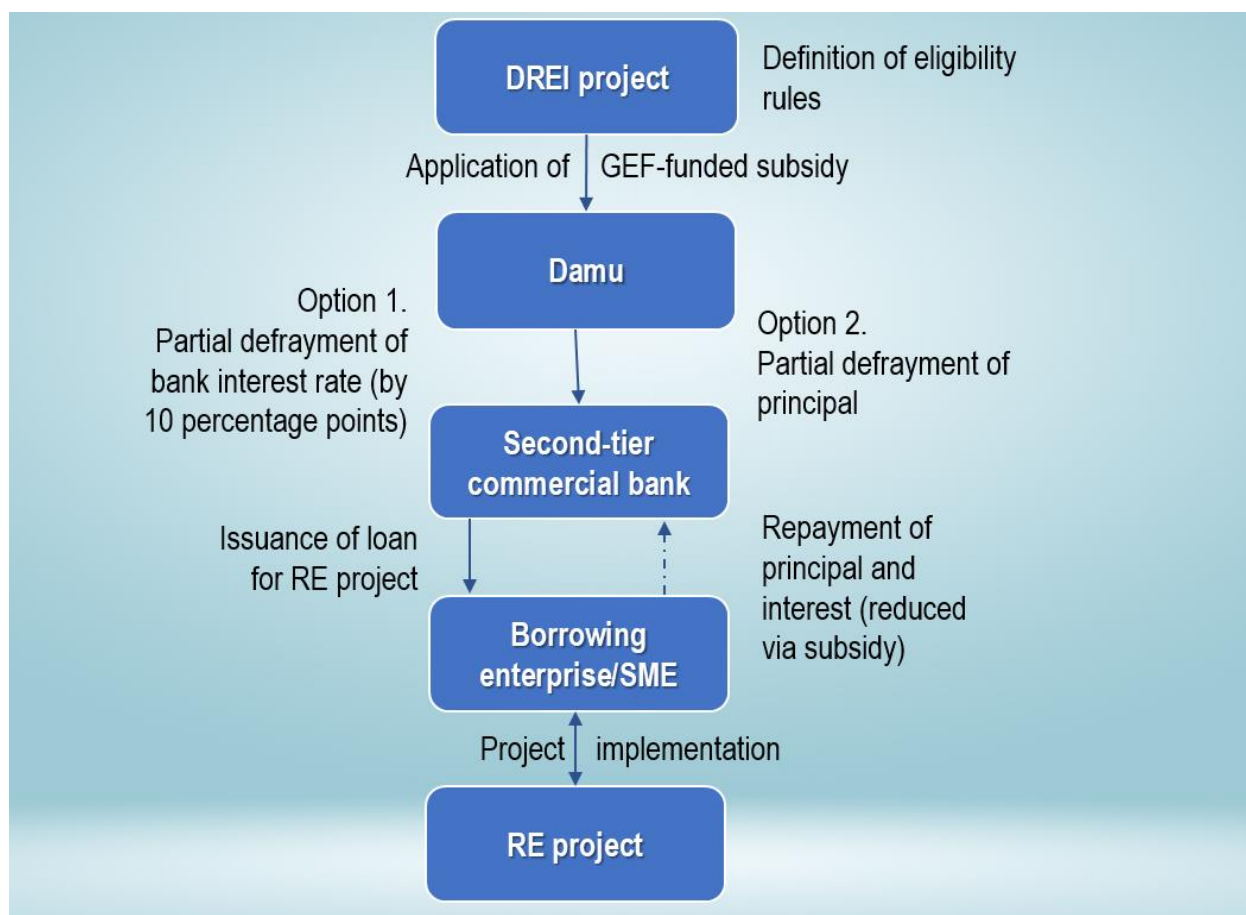 DREI project
Definition of eligibility
rules
Application of GEF-funded subsidy
Damu
Option 1.
Partial defrayment of
bank interest rate (by
10 percentage points)
Option 2.
Partial defrayment of
principal
Second-tier
commercial bank
Issuance of loan
for RE project
Repayment of
principal and
interest (reduced
via subsidy)
Borrowing
enterprise/SME
Project implementation
RE project